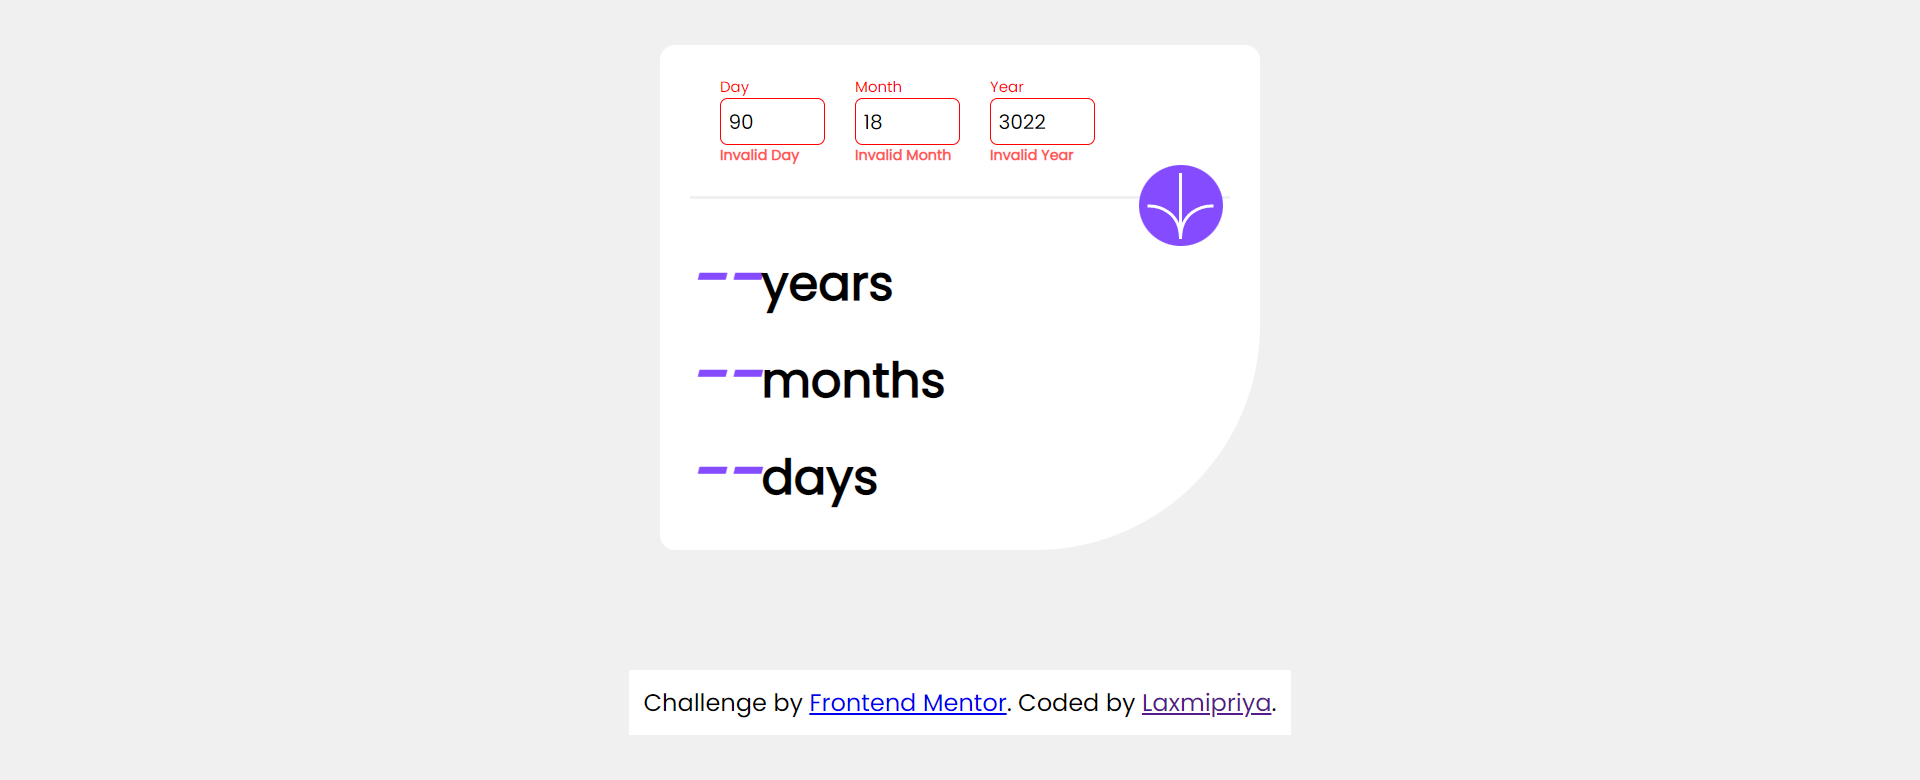 Day Month Year
90 18 3022
Invalid Day Invalid Month Invalid Year
--years
--months
--days
Challenge by Frontend Mentor. Coded by Laxmipriya.